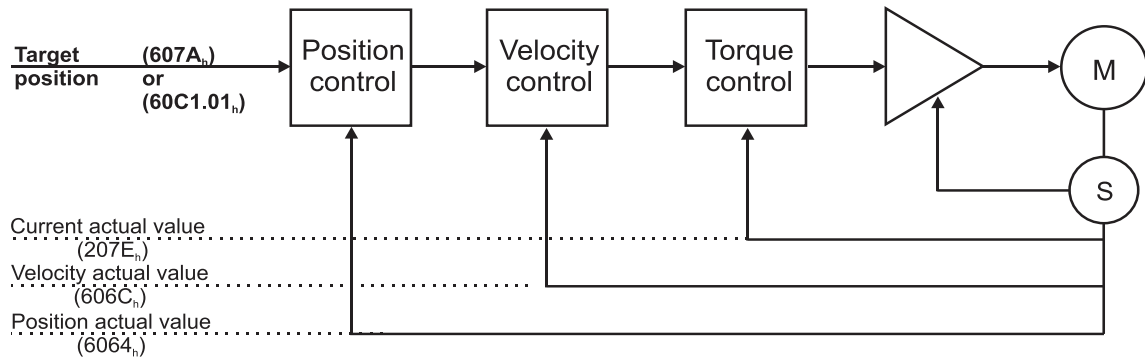 Target (607Aₕ)
position or
(60C1.01ₕ)
Position
control
Velocity
control
Torque
control
M
S
Current actual value
(207Eₕ)
Velocity actual value
(606Cₕ)
Position actual value
(6064ₕ)